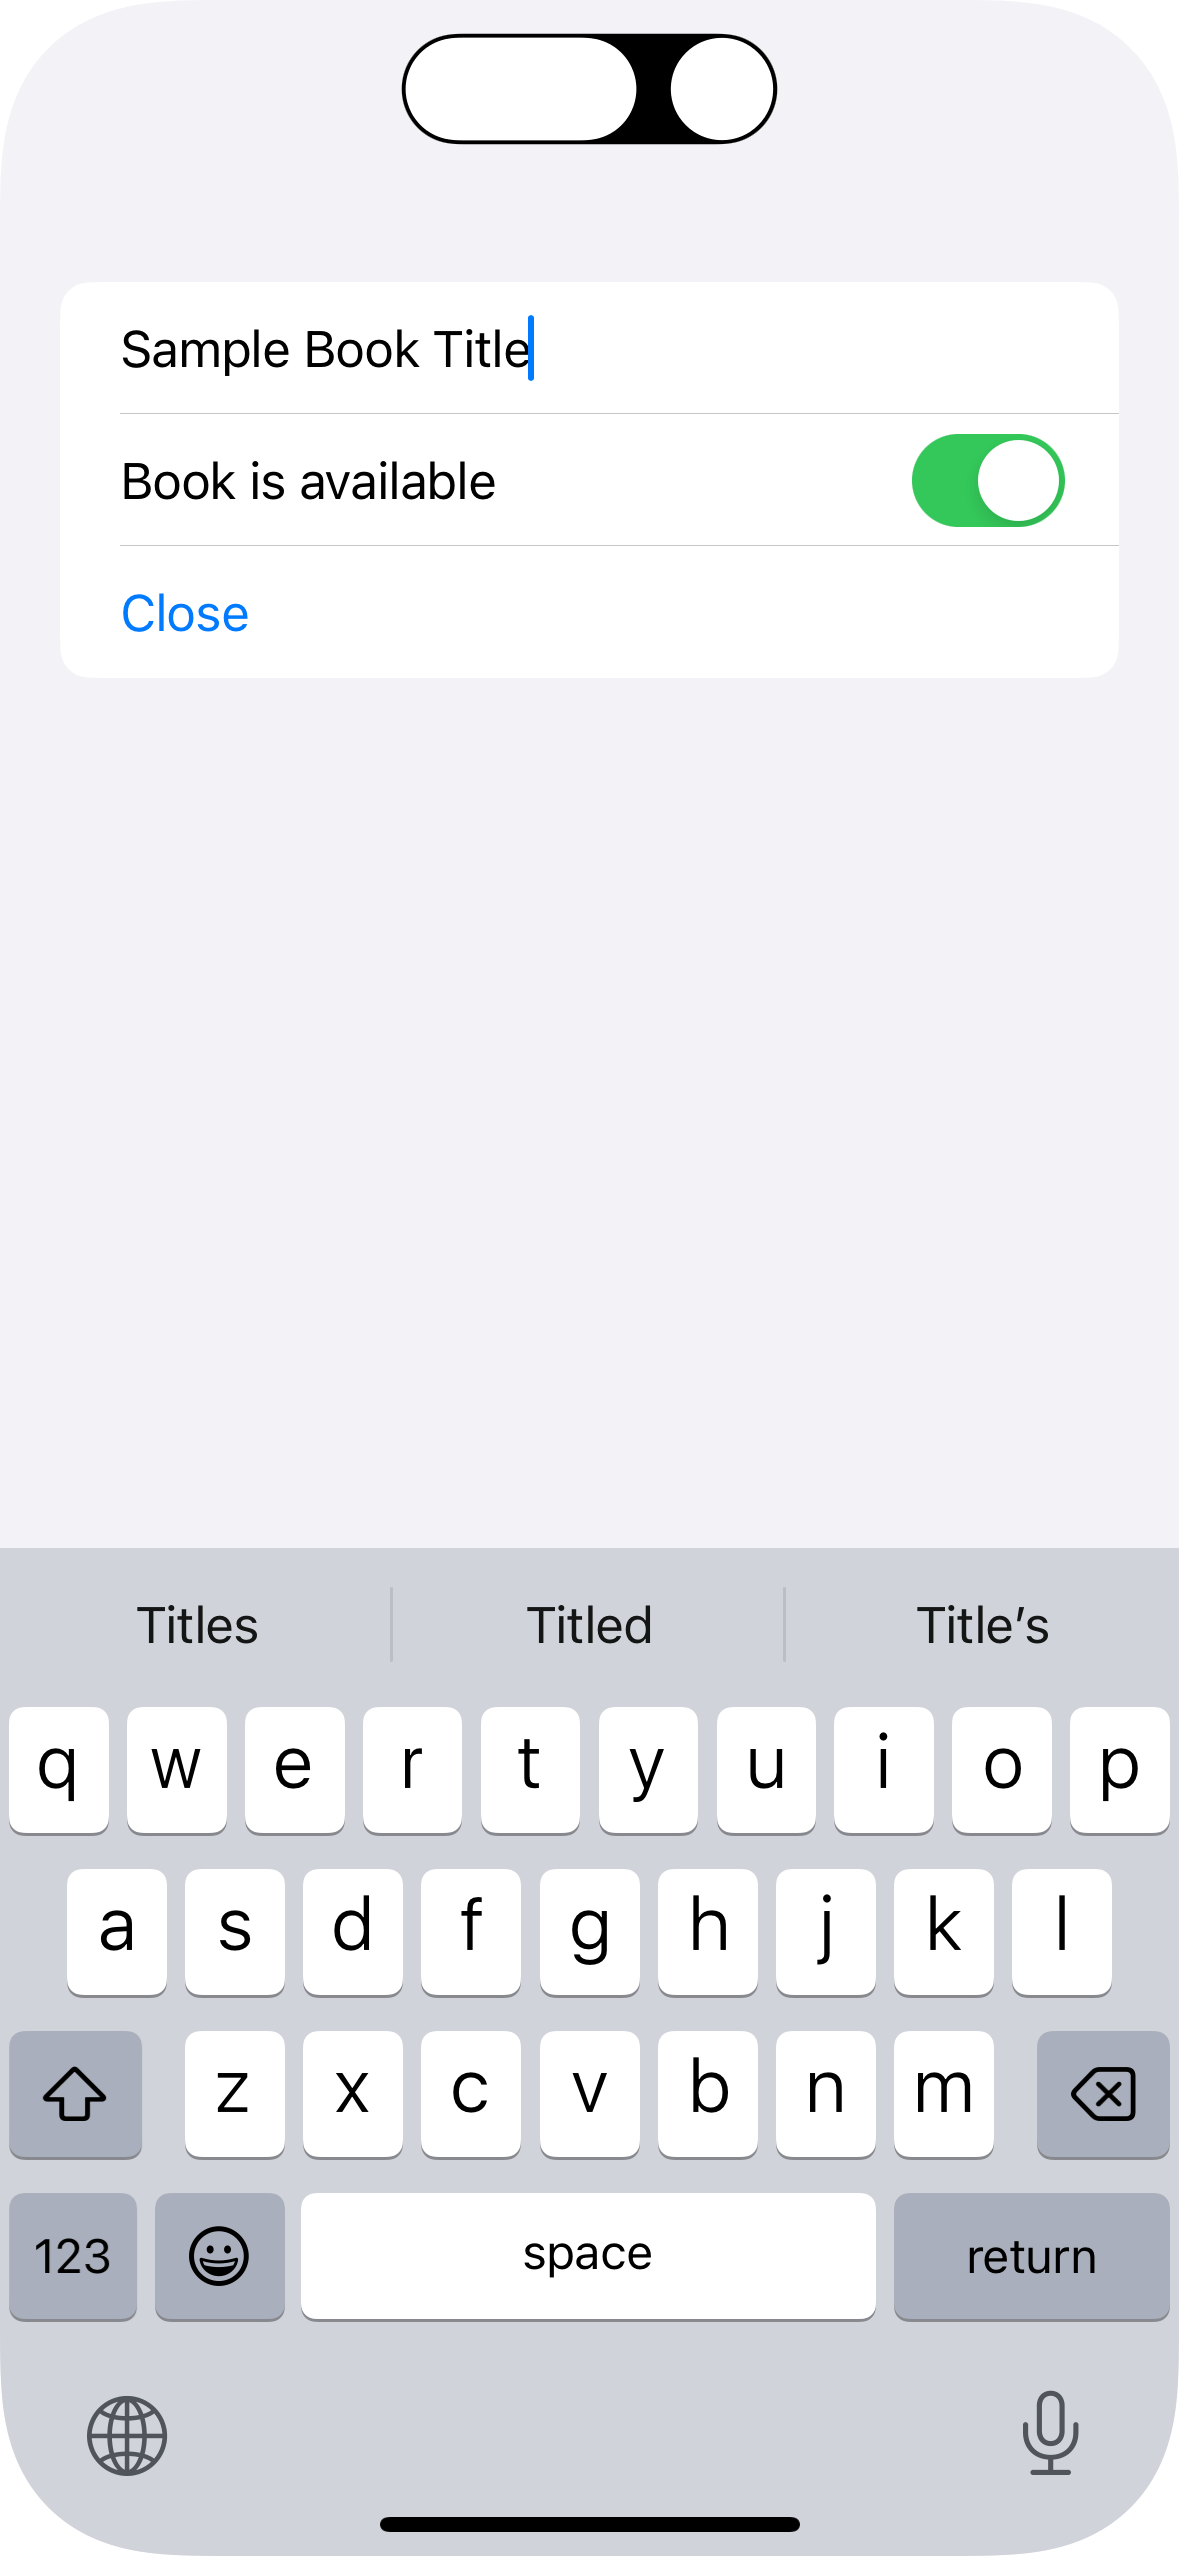 Sample Book Title
Book is available
Close
Titles Titled Title’s
q w e r t y u i o p
a s d f g h j k l
z x c v b n m
123 space return